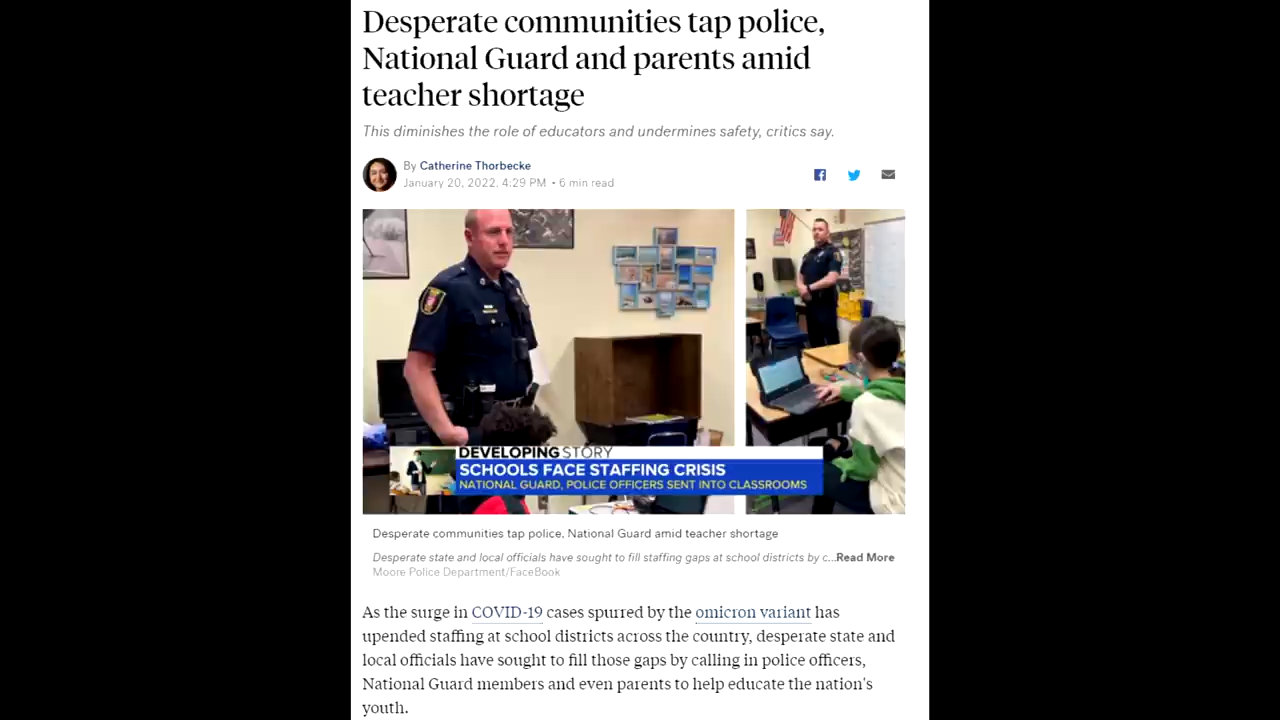 Desperate communities tap police,
National Guard and parents amid
teacher shortage
This diminishes the role of educators and undermines safety, critics say.
By Catherine Thorbecke
January 20, 2022, 4:29 PM • 6 min read
DEVELOPING STORY
SCHOOLS FACE STAFFING CRISIS
NATIONAL GUARD, POLICE OFFICERS SENT INTO CLASSROOMS
Desperate communities tap police, National Guard amid teacher shortage
Desperate state and local officials have sought to fill staffing gaps at school districts by c...Read More
Moore Police Department/FaceBook
As the surge in COVID-19 cases spurred by the omicron variant has
upended staffing at school districts across the country, desperate state and
local officials have sought to fill those gaps by calling in police officers,
National Guard members and even parents to help educate the nation's
youth.